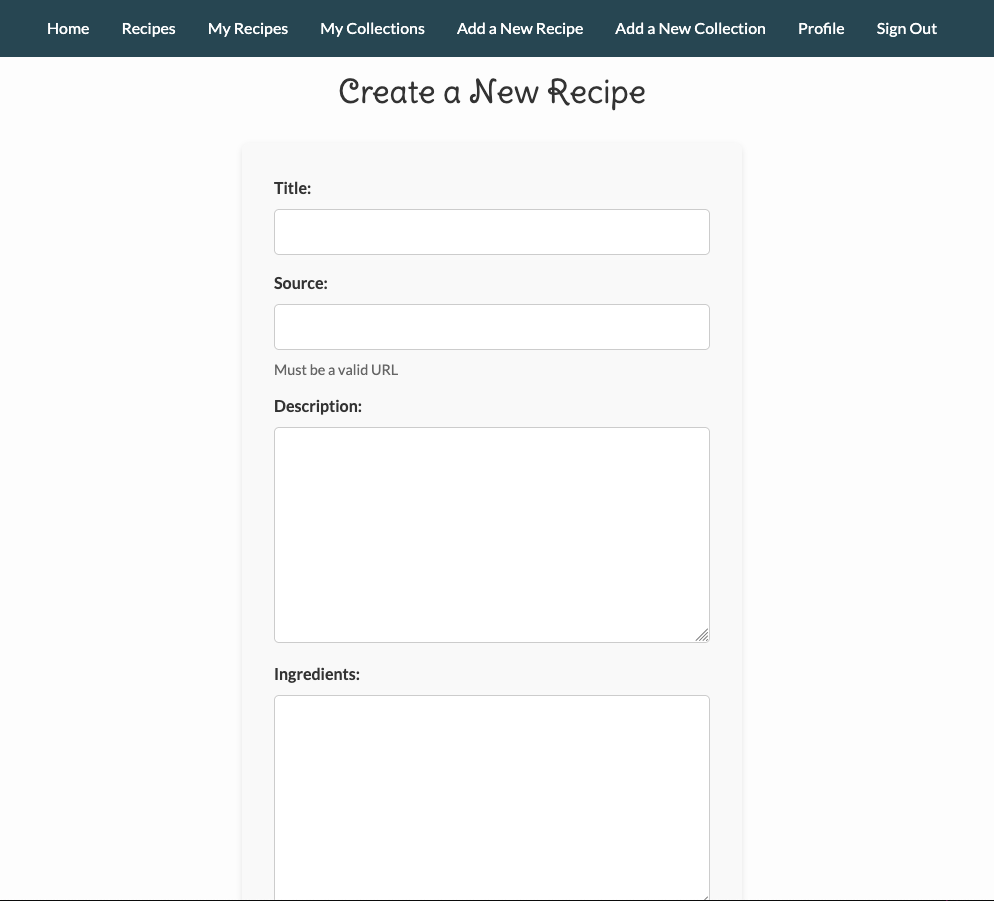 Home Recipes My Recipes My Collections Add a New Recipe Add a New Collection Profile Sign Out
Create a New Recipe
Title:
Source:
Must be a valid URL
Description:
Ingredients: